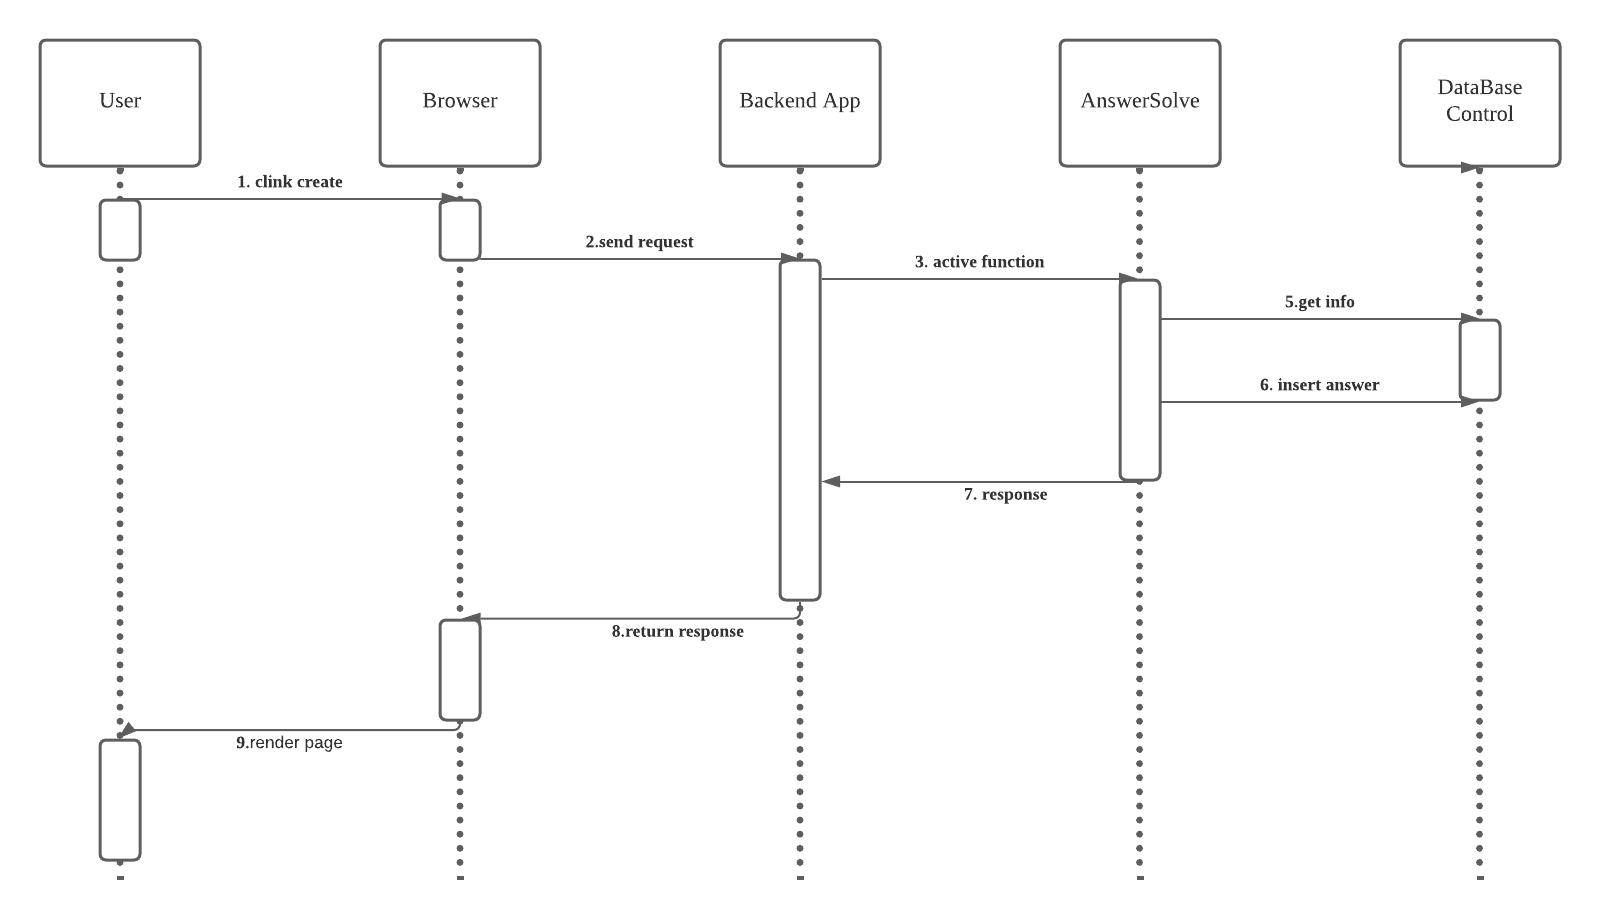 User
Browser
Backend App
AnswerSolve
DataBase
Control
1. clink create
2.send request
3. active function
5.get info
6. insert answer
7. response
8.return response
9.render page